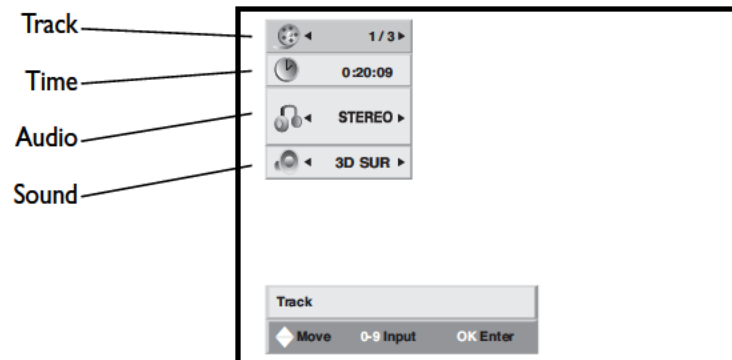 Track
1 / 3
Time
0:20:09
Audio
STEREO
Sound
3D SUR
Track
Move 0-9 Input OK Enter